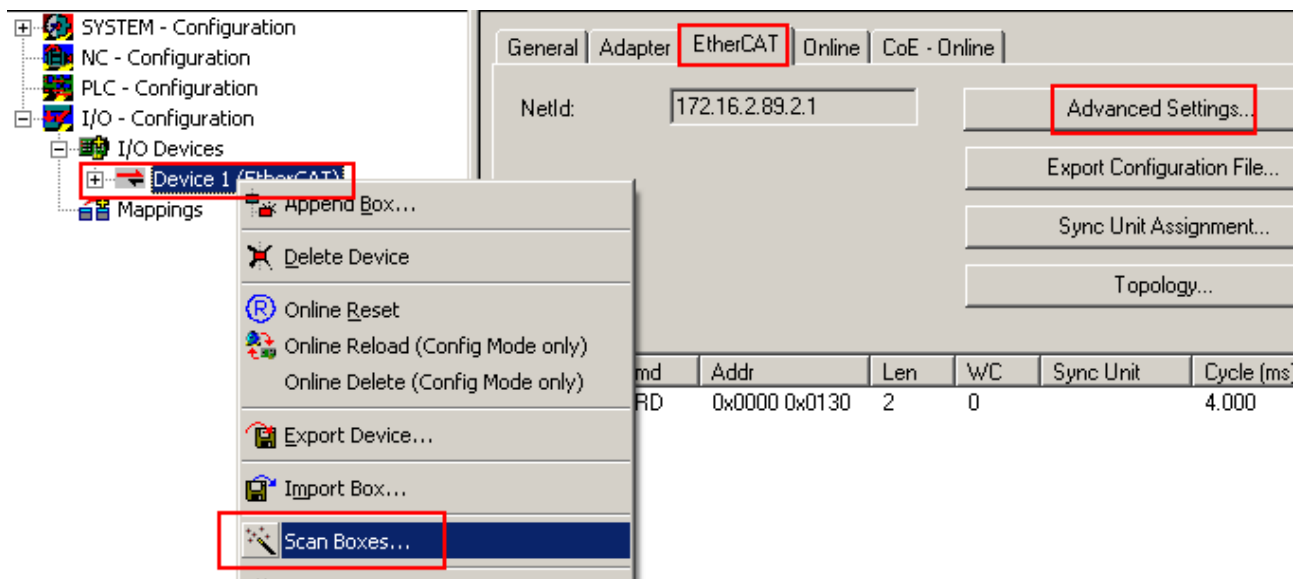 SYSTEM - Configuration
NC - Configuration
PLC - Configuration
I/O - Configuration
I/O Devices
Device 1 (EtherCAT)
Mappings
Append Box...
Delete Device
Online Reset
Online Reload (Config Mode only)
Online Delete (Config Mode only)
Export Device...
Import Box...
Scan Boxes...
General Adapter EtherCAT Online CoE - Online
NetId: 172.16.2.89.2.1
Advanced Settings...
Export Configuration File...
Sync Unit Assignment...
Topology...
md Addr Len WC Sync Unit Cycle (ms)
RD 0x0000 0x0130 2 0 4.000